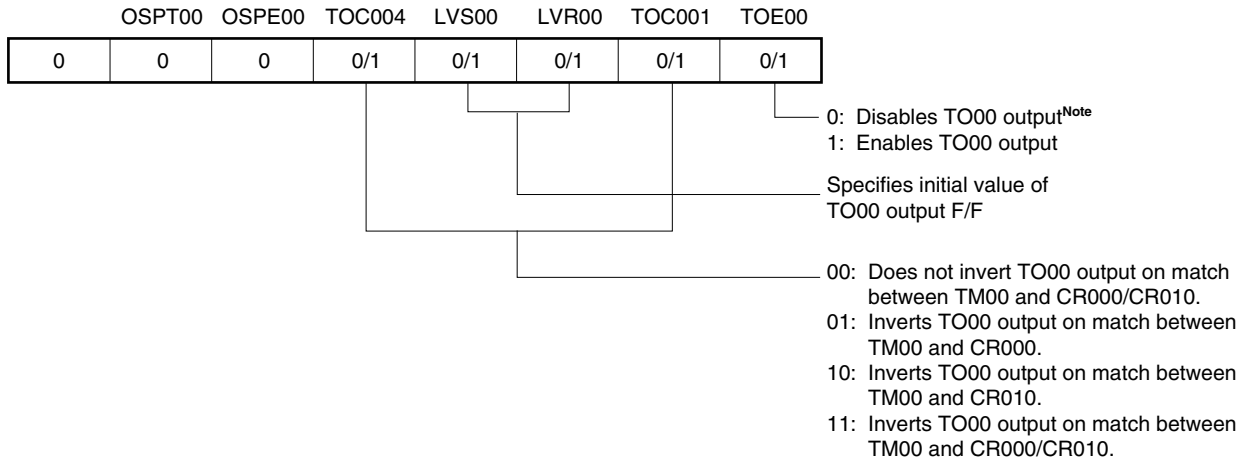 OSPT00 OSPE00 TOC004 LVS00 LVR00 TOC001 TOE00
0 0 0 0/1 0/1 0/1 0/1 0/1
0: Disables TO00 outputNote
1: Enables TO00 output
Specifies initial value of
TO00 output F/F
00: Does not invert TO00 output on match
between TM00 and CR000/CR010.
01: Inverts TO00 output on match between
TM00 and CR000.
10: Inverts TO00 output on match between
TM00 and CR010.
11: Inverts TO00 output on match between
TM00 and CR000/CR010.